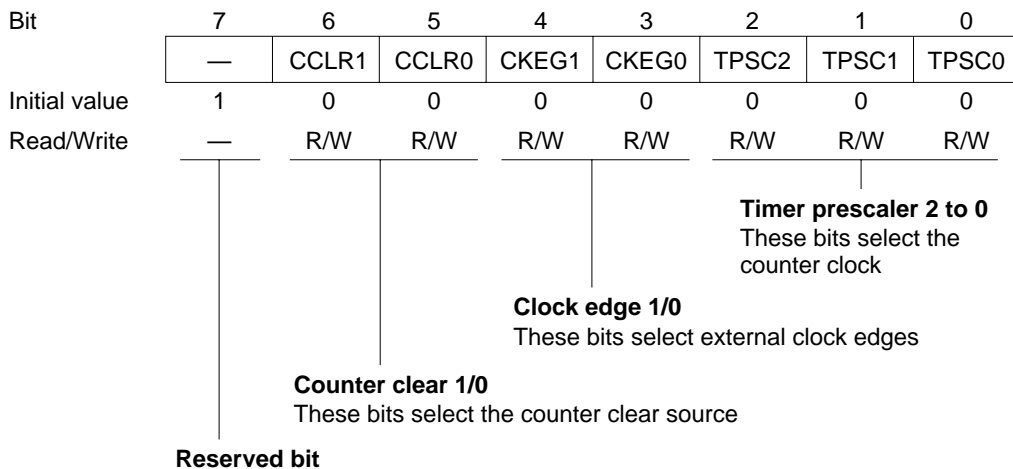 Bit 7 6 5 4 3 2 1 0
— CCLR1 CCLR0 CKEG1 CKEG0 TPSC2 TPSC1 TPSC0
Initial value 1 0 0 0 0 0 0 0
Read/Write — R/W R/W R/W R/W R/W R/W R/W
Timer prescaler 2 to 0
These bits select the
counter clock
Clock edge 1/0
These bits select external clock edges
Counter clear 1/0
These bits select the counter clear source
Reserved bit